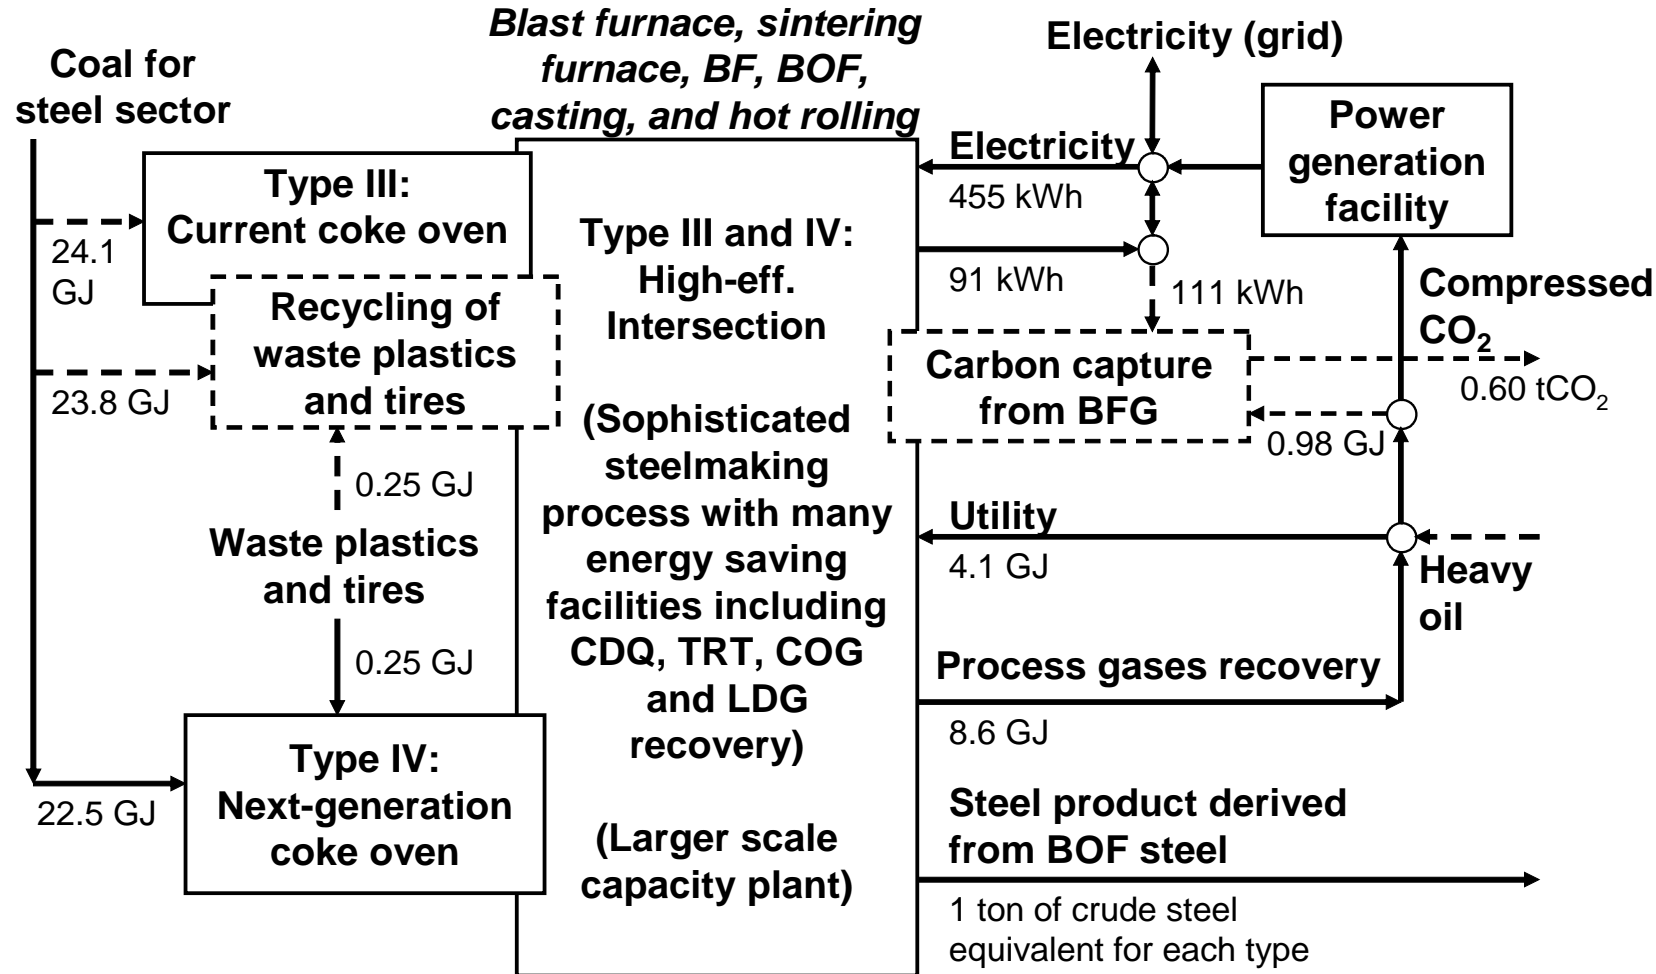 Blast furnace, sintering
furnace, BF, BOF,
casting, and hot rolling
Coal for
steel sector
Electricity (grid)
Type III:
Current coke oven
24.1
GJ
Recycling of
waste plastics
and tires
23.8 GJ
0.25 GJ
Waste plastics
and tires
0.25 GJ
Type IV:
Next-generation
coke oven
22.5 GJ
Type III and IV:
High-eff.
Intersection
(Sophisticated
steelmaking
process with many
energy saving
facilities including
CDQ, TRT, COG
and LDG
recovery)
(Larger scale
capacity plant)
Electricity
455 kWh
91 kWh
111 kWh
Power
generation
facility
Compressed
CO₂
0.60 tCO₂
Carbon capture
from BFG
0.98 GJ
Utility
4.1 GJ
Heavy
oil
Process gases recovery
8.6 GJ
Steel product derived
from BOF steel
1 ton of crude steel
equivalent for each type